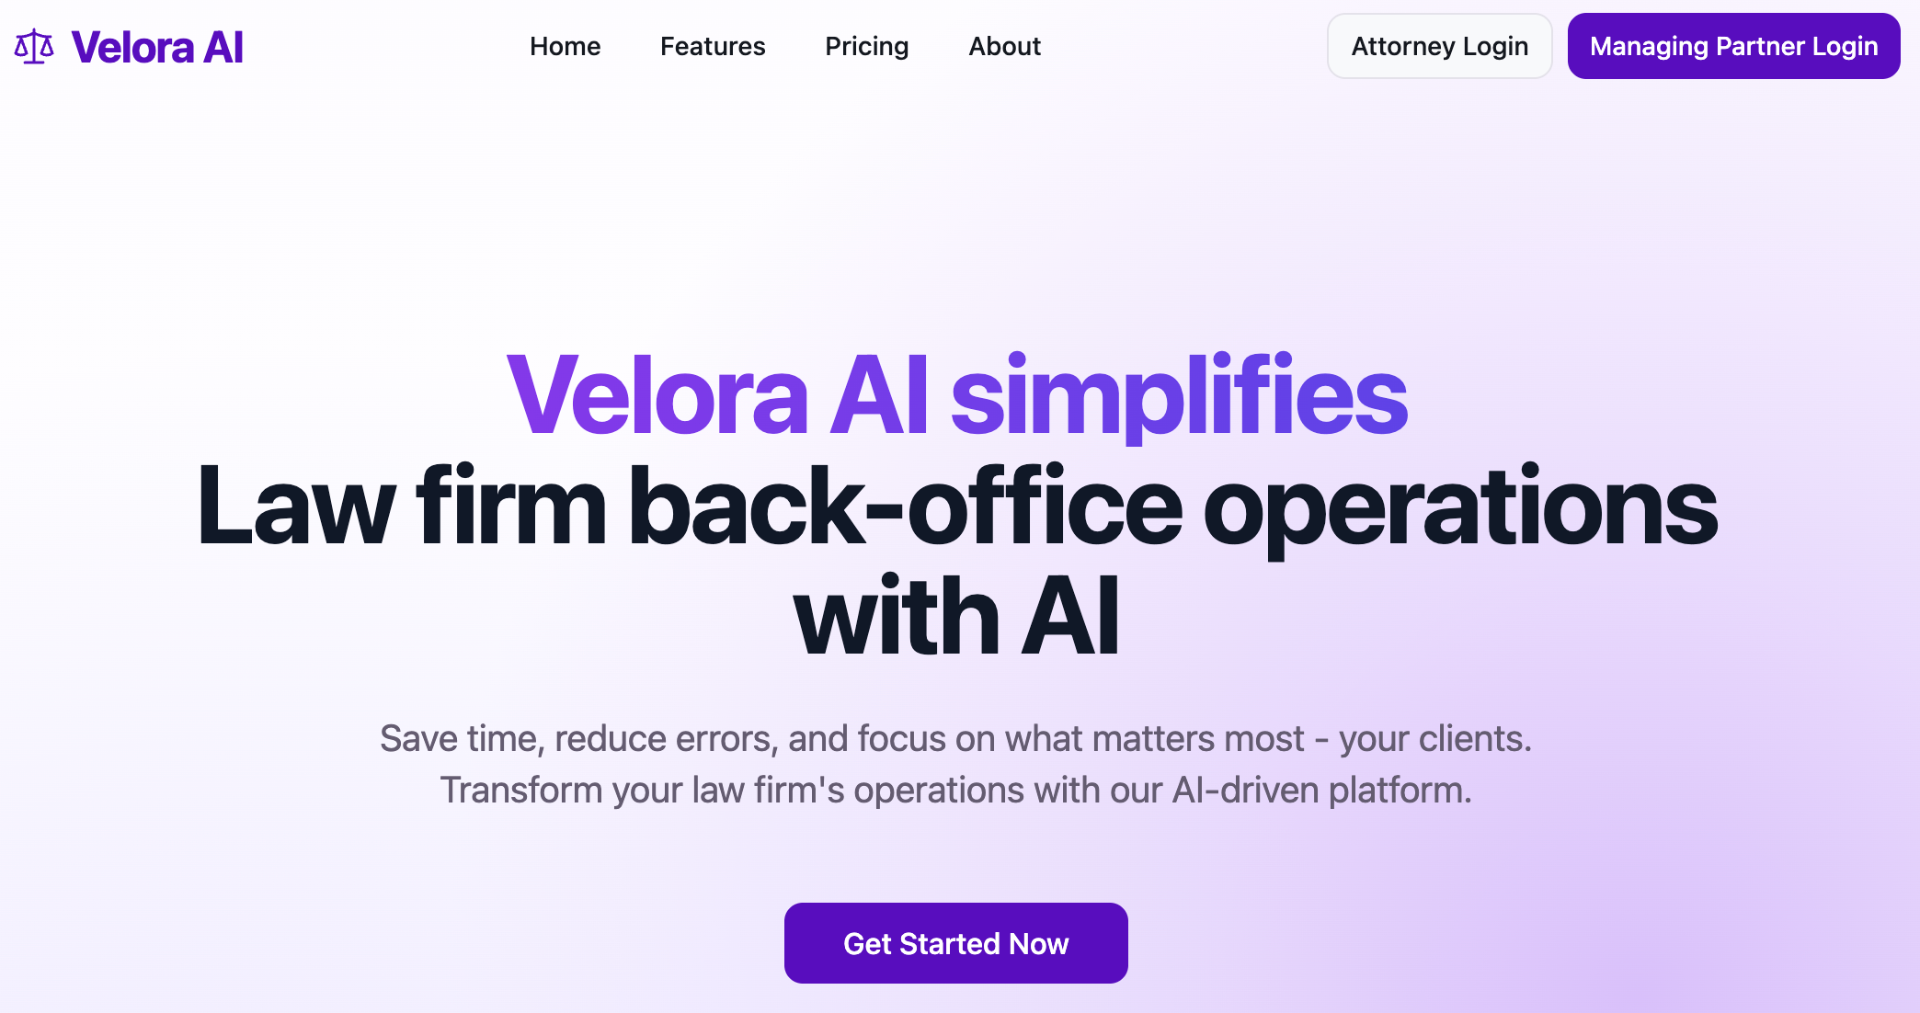 Velora AI
Home
Features
Pricing
About
Attorney Login
Managing Partner Login
Velora AI simplifies
Law firm back-office operations
with AI
Save time, reduce errors, and focus on what matters most - your clients.
Transform your law firm's operations with our AI-driven platform.
Get Started Now